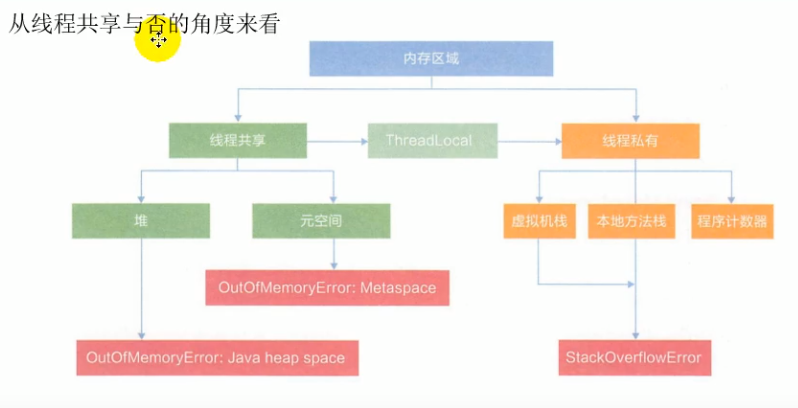 从线程共享与否的角度来看
内存区域
线程共享
ThreadLocal
线程私有
堆
元空间
虚拟机栈
本地方法栈
程序计数器
OutOfMemoryError: Metaspace
OutOfMemoryError: Java heap space
StackOverflowError